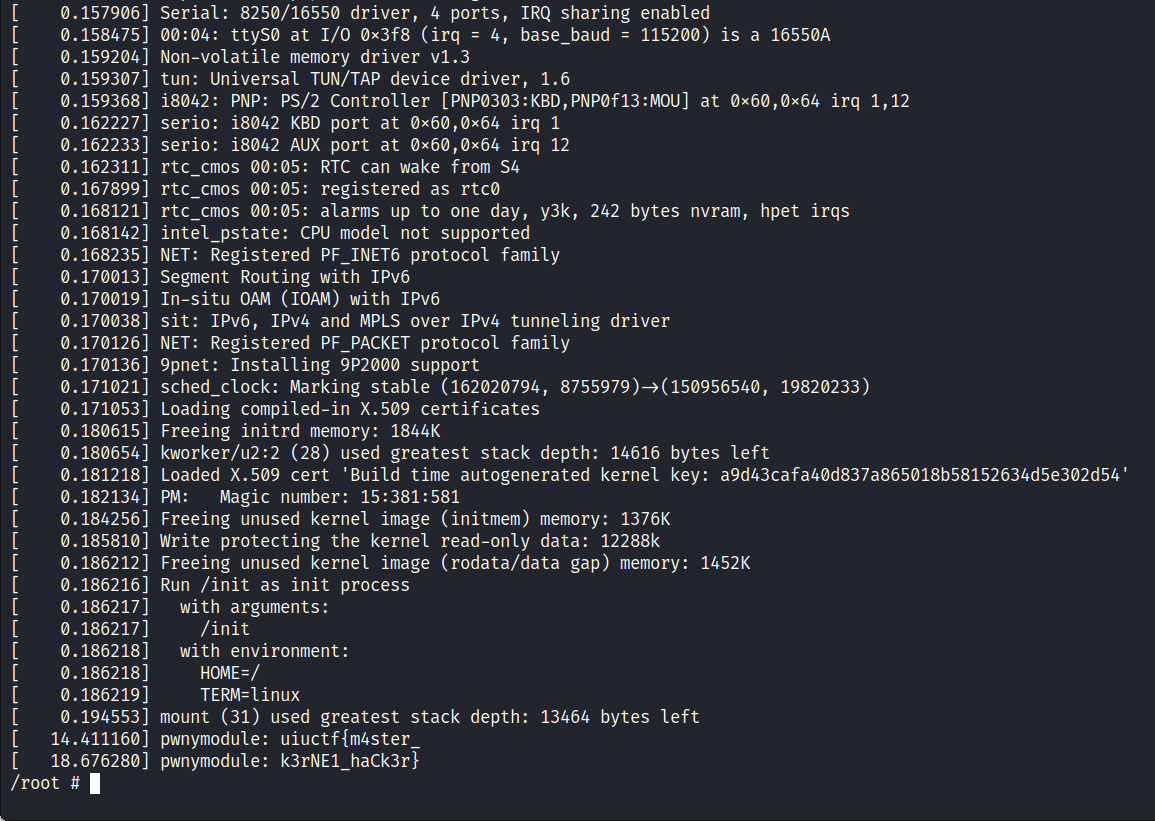 [    0.157906] Serial: 8250/16550 driver, 4 ports, IRQ sharing enabled
[    0.158475] 00:04: ttyS0 at I/O 0x3f8 (irq = 4, base_baud = 115200) is a 16550A
[    0.159204] Non-volatile memory driver v1.3
[    0.159307] tun: Universal TUN/TAP device driver, 1.6
[    0.159368] i8042: PNP: PS/2 Controller [PNP0303:KBD,PNP0f13:MOU] at 0x60,0x64 irq 1,12
[    0.162227] serio: i8042 KBD port at 0x60,0x64 irq 1
[    0.162233] serio: i8042 AUX port at 0x60,0x64 irq 12
[    0.162311] rtc_cmos 00:05: RTC can wake from S4
[    0.167899] rtc_cmos 00:05: registered as rtc0
[    0.168121] rtc_cmos 00:05: alarms up to one day, y3k, 242 bytes nvram, hpet irqs
[    0.168142] intel_pstate: CPU model not supported
[    0.168235] NET: Registered PF_INET6 protocol family
[    0.170013] Segment Routing with IPv6
[    0.170019] In-situ OAM (IOAM) with IPv6
[    0.170038] sit: IPv6, IPv4 and MPLS over IPv4 tunneling driver
[    0.170126] NET: Registered PF_PACKET protocol family
[    0.170136] 9pnet: Installing 9P2000 support
[    0.171021] sched_clock: Marking stable (162020794, 8755979)->(150956540, 19820233)
[    0.171053] Loading compiled-in X.509 certificates
[    0.180615] Freeing initrd memory: 1844K
[    0.180654] kworker/u2:2 (28) used greatest stack depth: 14616 bytes left
[    0.181218] Loaded X.509 cert 'Build time autogenerated kernel key: a9d43cafa40d837a865018b58152634d5e302d54'
[    0.182134] PM:   Magic number: 15:381:581
[    0.184256] Freeing unused kernel image (initmem) memory: 1376K
[    0.185810] Write protecting the kernel read-only data: 12288k
[    0.186212] Freeing unused kernel image (rodata/data gap) memory: 1452K
[    0.186216] Run /init as init process
[    0.186217]   with arguments:
[    0.186217]     /init
[    0.186218]   with environment:
[    0.186218]     HOME=/
[    0.186219]     TERM=linux
[    0.194553] mount (31) used greatest stack depth: 13464 bytes left
[   14.411160] pwnymodule: uiuctf{m4ster_
[   18.676280] pwnymodule: k3rNE1_haCk3r}
/root #